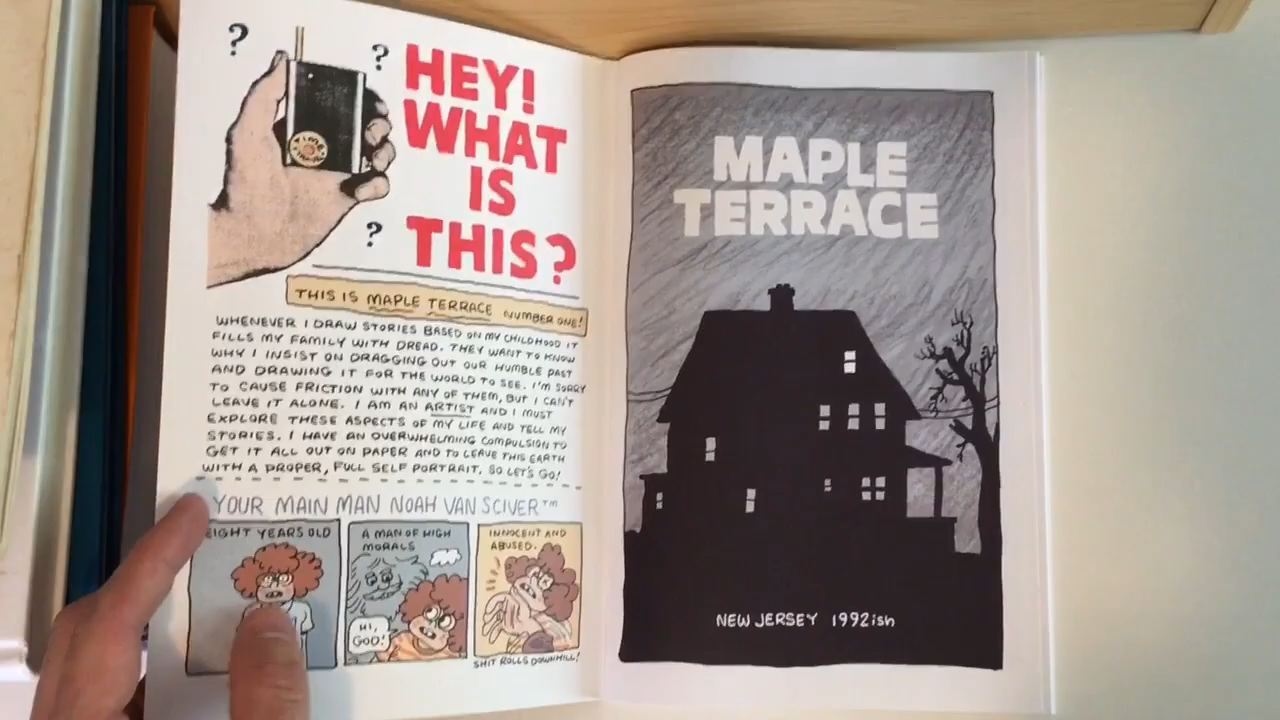 ?
?
HEY!
WHAT
IS
THIS?
?
TIME
THIS IS MAPLE TERRACE NUMBER ONE!
WHENEVER I DRAW STORIES BASED ON MY CHILDHOOD IT
FILLS MY FAMILY WITH DREAD. THEY WANT TO KNOW
WHY I INSIST ON DRAGGING OUT OUR HUMBLE PAST
AND DRAWING IT FOR THE WORLD TO SEE. I'M SORRY
TO CAUSE FRICTION WITH ANY OF THEM, BUT I CAN'T
LEAVE IT ALONE. I AM AN ARTIST AND I MUST
EXPLORE THESE ASPECTS OF MY LIFE AND TELL MY
STORIES. I HAVE AN OVERWHELMING COMPULSION TO
GET IT ALL OUT ON PAPER AND TO LEAVE THIS EARTH
WITH A PROPER, FULL SELF PORTRAIT. SO LET'S GO!
YOUR MAIN MAN NOAH VAN SCIVER™
EIGHT YEARS OLD
A MAN OF HIGH
MORALS
HI,
GOD!
INNOCENT AND
ABUSED.
SHIT ROLLS DOWNHILL!
MAPLE
TERRACE
NEW JERSEY 1992ish